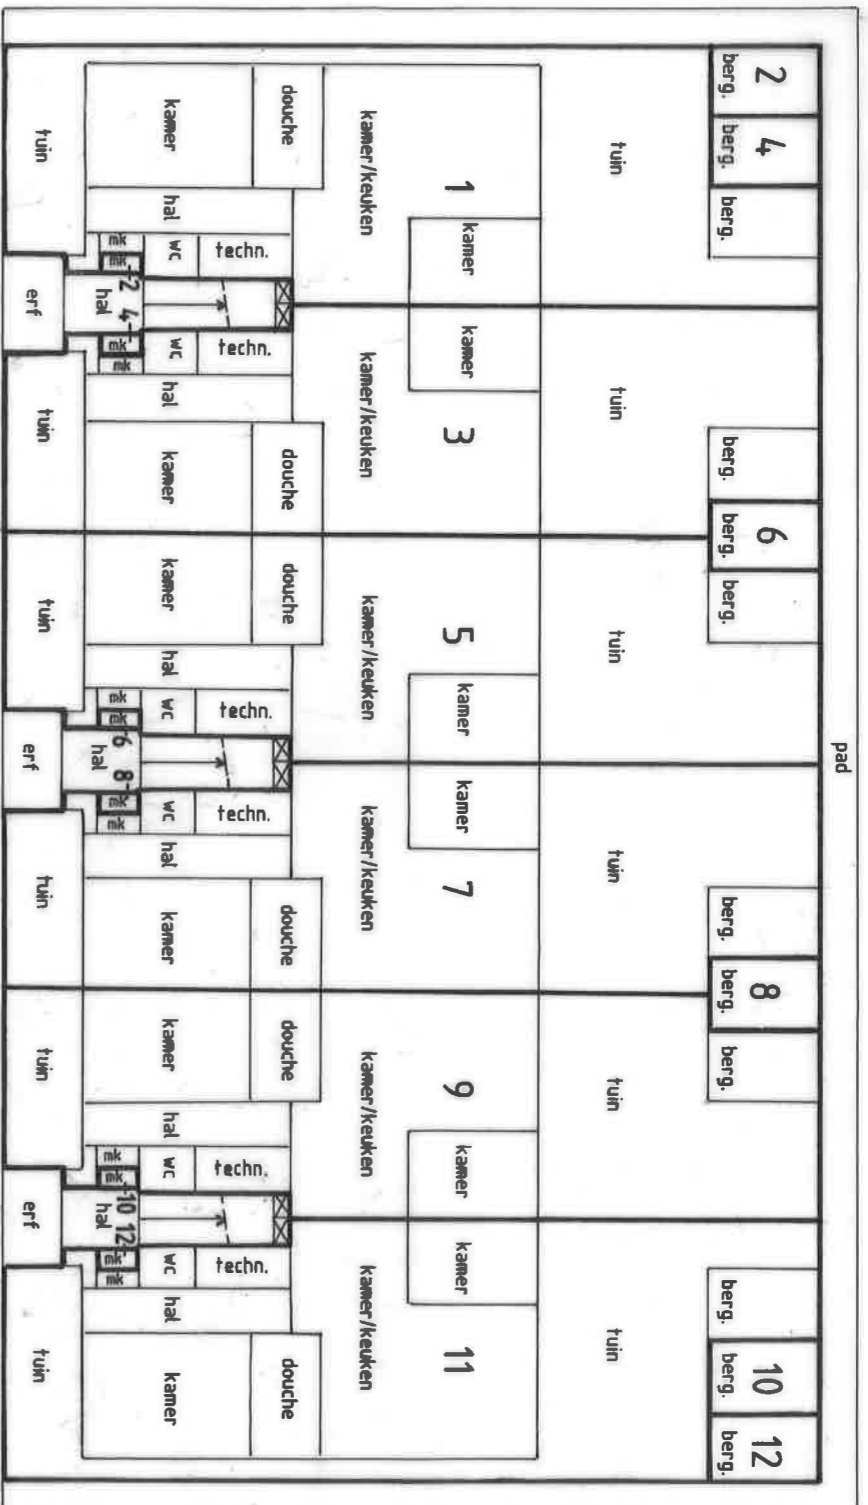 pad
2 4 6 8 10 12
berg. berg. berg. berg. berg. berg. berg. berg. berg. berg. berg. berg.
tuin tuin tuin tuin tuin tuin
1 kamer kamer 3 5 kamer kamer 7 9 kamer kamer 11
kamer/keuken kamer/keuken kamer/keuken kamer/keuken kamer/keuken kamer/keuken
douche douche douche douche douche douche
techn. techn. techn. techn. techn. techn.
kamer hal wc wc hal kamer kamer hal wc wc hal kamer kamer hal wc wc hal kamer
mk mk 2 4 mk mk mk mk 6 8 mk mk mk mk 10 12 mk mk
hal hal hal
tuin erf tuin tuin erf tuin tuin erf tuin